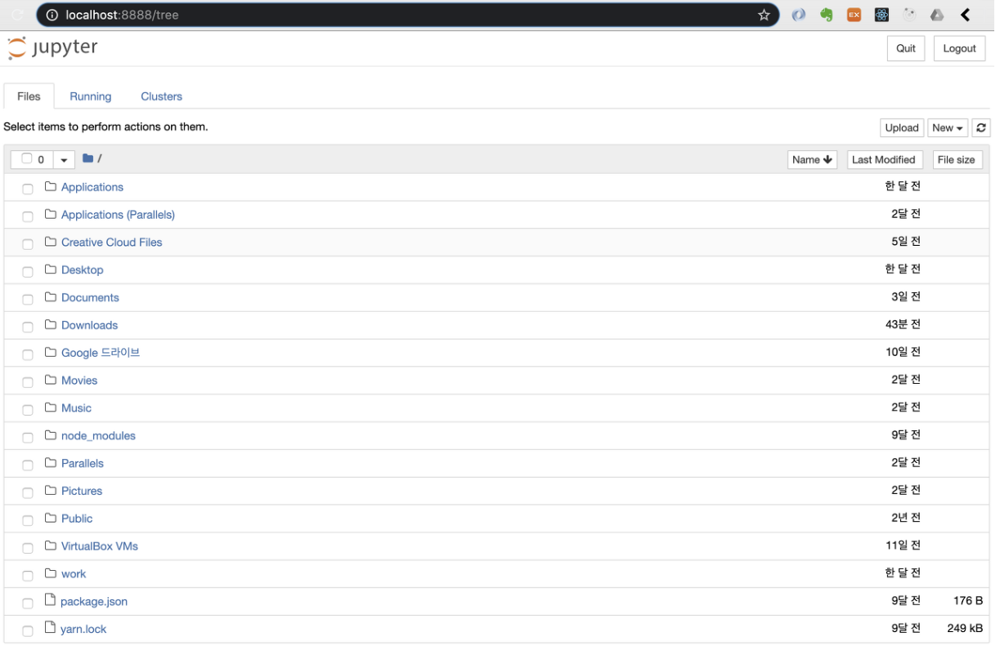 localhost:8888/tree
EX
jupyter
Quit Logout
Files Running Clusters
Select items to perform actions on them.
Upload New
0 / Name Last Modified File size
Applications 한 달 전
Applications (Parallels) 2달 전
Creative Cloud Files 5일 전
Desktop 한 달 전
Documents 3일 전
Downloads 43분 전
Google 드라이브 10일 전
Movies 2달 전
Music 2달 전
node_modules 9달 전
Parallels 2달 전
Pictures 2달 전
Public 2년 전
VirtualBox VMs 11일 전
work 한 달 전
package.json 9달 전 176 B
yarn.lock 9달 전 249 kB